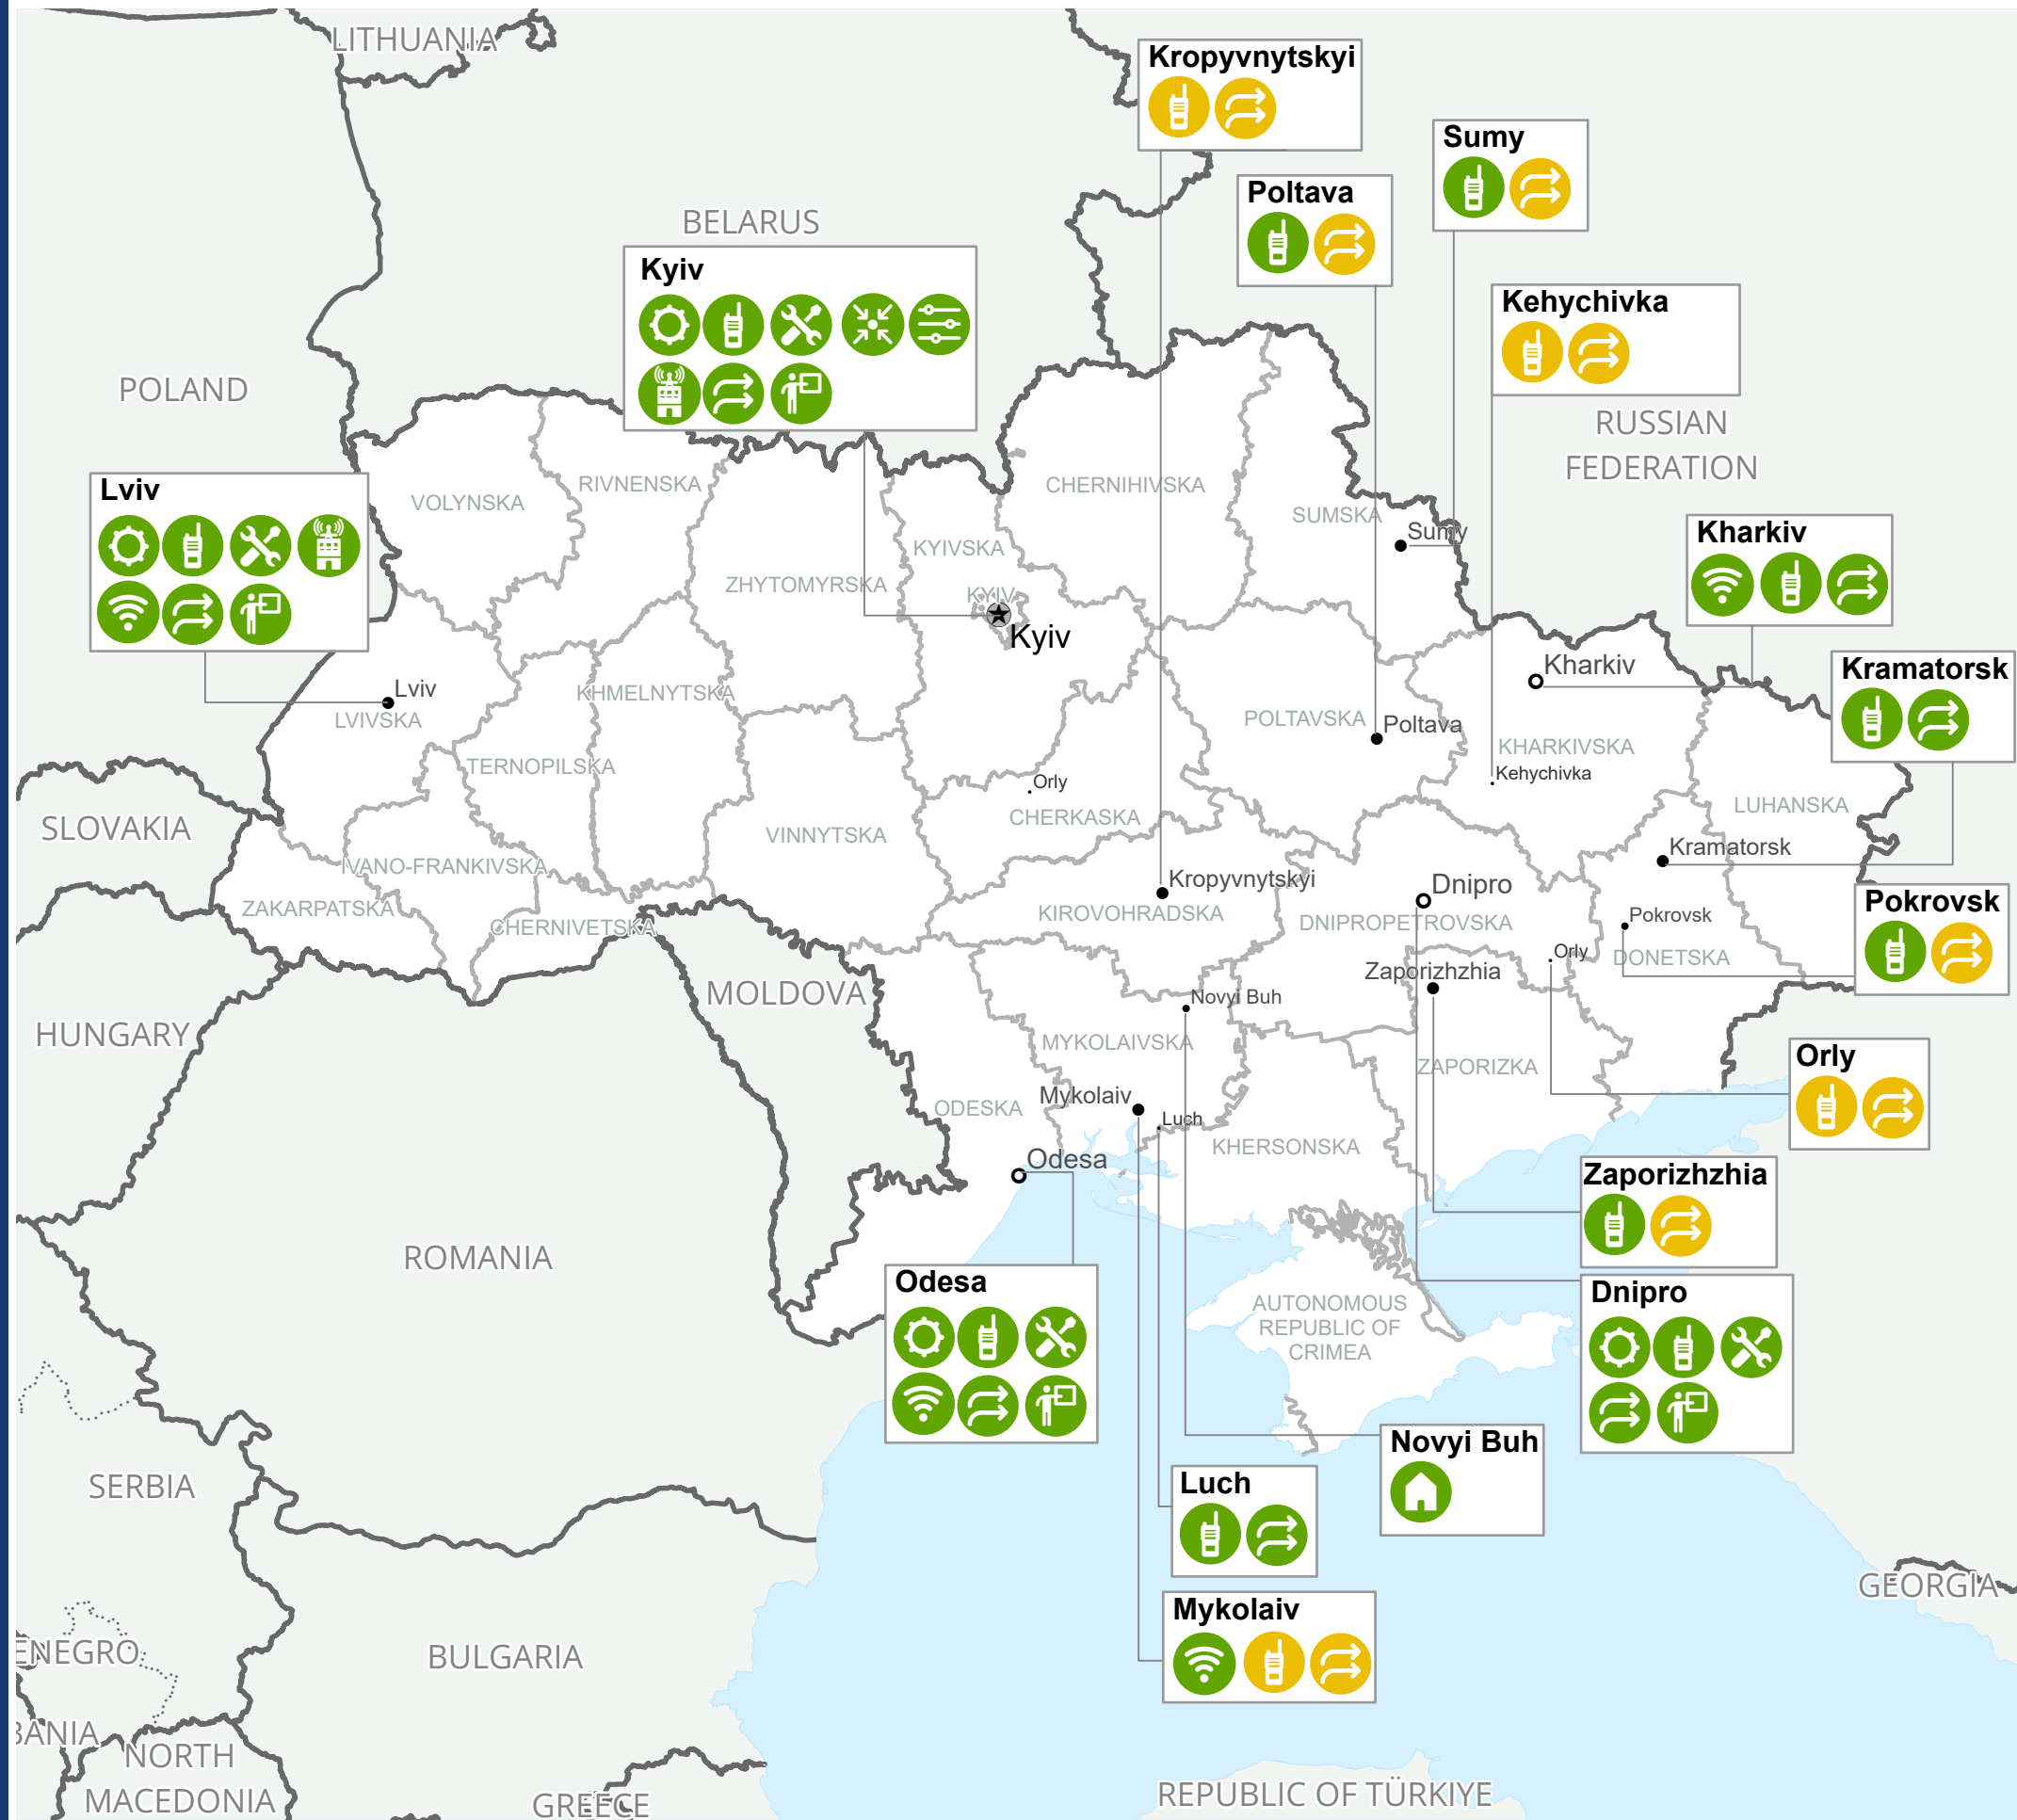 LITHUANIA
Kropyvnytskyi
Sumy
Poltava
BELARUS
Kyiv
Kehychivka
POLAND
RUSSIAN
FEDERATION
Lviv
VOLYNSKA
RIVNENSKA
CHERNIHIVSKA
SUMSKA
Sumy
Kharkiv
KYIVSKA
ZHYTOMYRSKA
KYIV
Kyiv
Kharkiv
Kramatorsk
Lviv
LVIVSKA
KHMELNYTSKA
POLTAVSKA
Poltava
KHARKIVSKA
TERNOPILSKA
Kehychivka
Orly
CHERKASKA
LUHANSKA
SLOVAKIA
VINNYTSKA
Kramatorsk
IVANO-FRANKIVSKA
Kropyvnytskyi
Dnipro
Pokrovsk
ZAKARPATSKA
KIROVOHRADSKA
DNIPROPETROVSKA
Pokrovsk
CHERNIVETSKA
Orly
DONETSKA
Zaporizhzhia
MOLDOVA
Novyi Buh
HUNGARY
MYKOLAIVSKA
ZAPORIZKA
Orly
Mykolaiv
ODESKA
Luch
KHERSONSKA
Odesa
Zaporizhzhia
ROMANIA
Odesa
Dnipro
AUTONOMOUS
REPUBLIC OF
CRIMEA
Novyi Buh
SERBIA
Luch
GEORGIA
Mykolaiv
ENEGRO
BULGARIA
BANIA
NORTH
MACEDONIA
GREECE
REPUBLIC OF TÜRKIYE